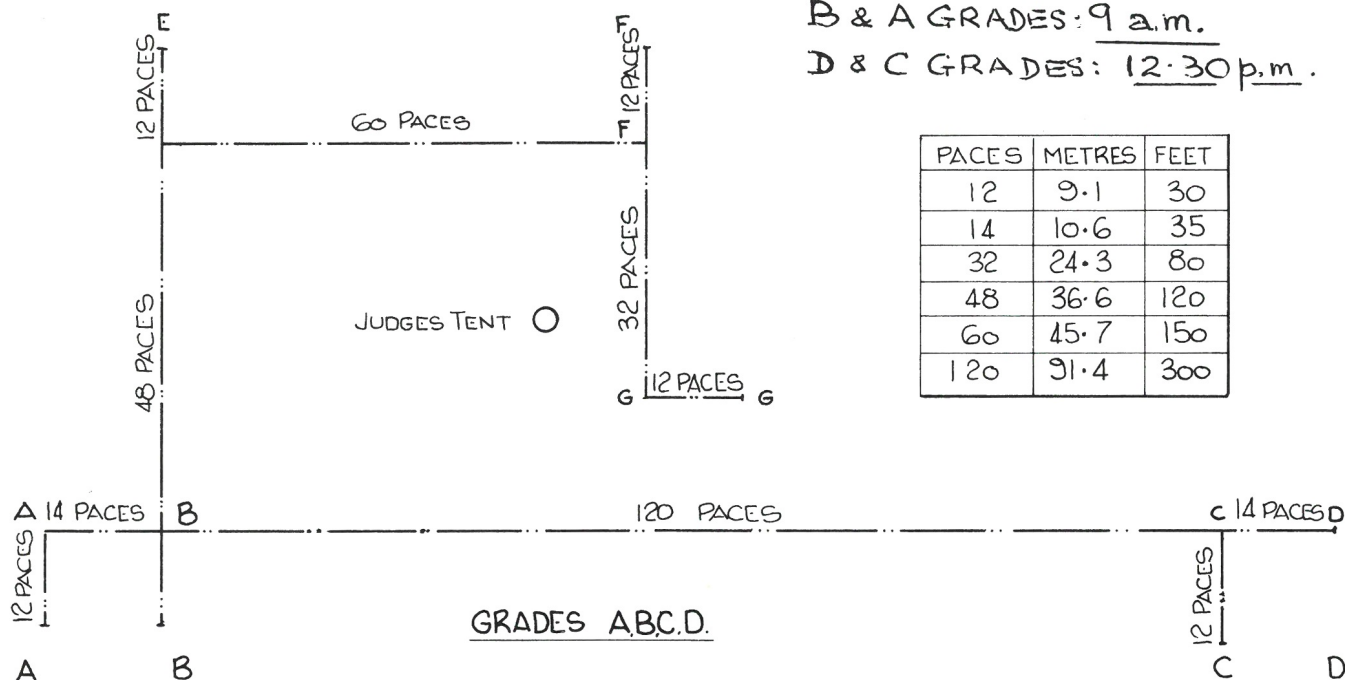 B & A GRADES: 9 a.m.
D & C GRADES: 12.30 p.m.
E
F
12 PACES
12 PACES
60 PACES
F
PACES METRES FEET
12 9.1 30
14 10.6 35
32 24.3 80
48 36.6 120
60 45.7 150
120 91.4 300
48 PACES
32 PACES
JUDGES TENT
G 12 PACES G
A 14 PACES B 120 PACES C 14 PACES D
12 PACES
12 PACES
GRADES A,B,C.D.
A B C D